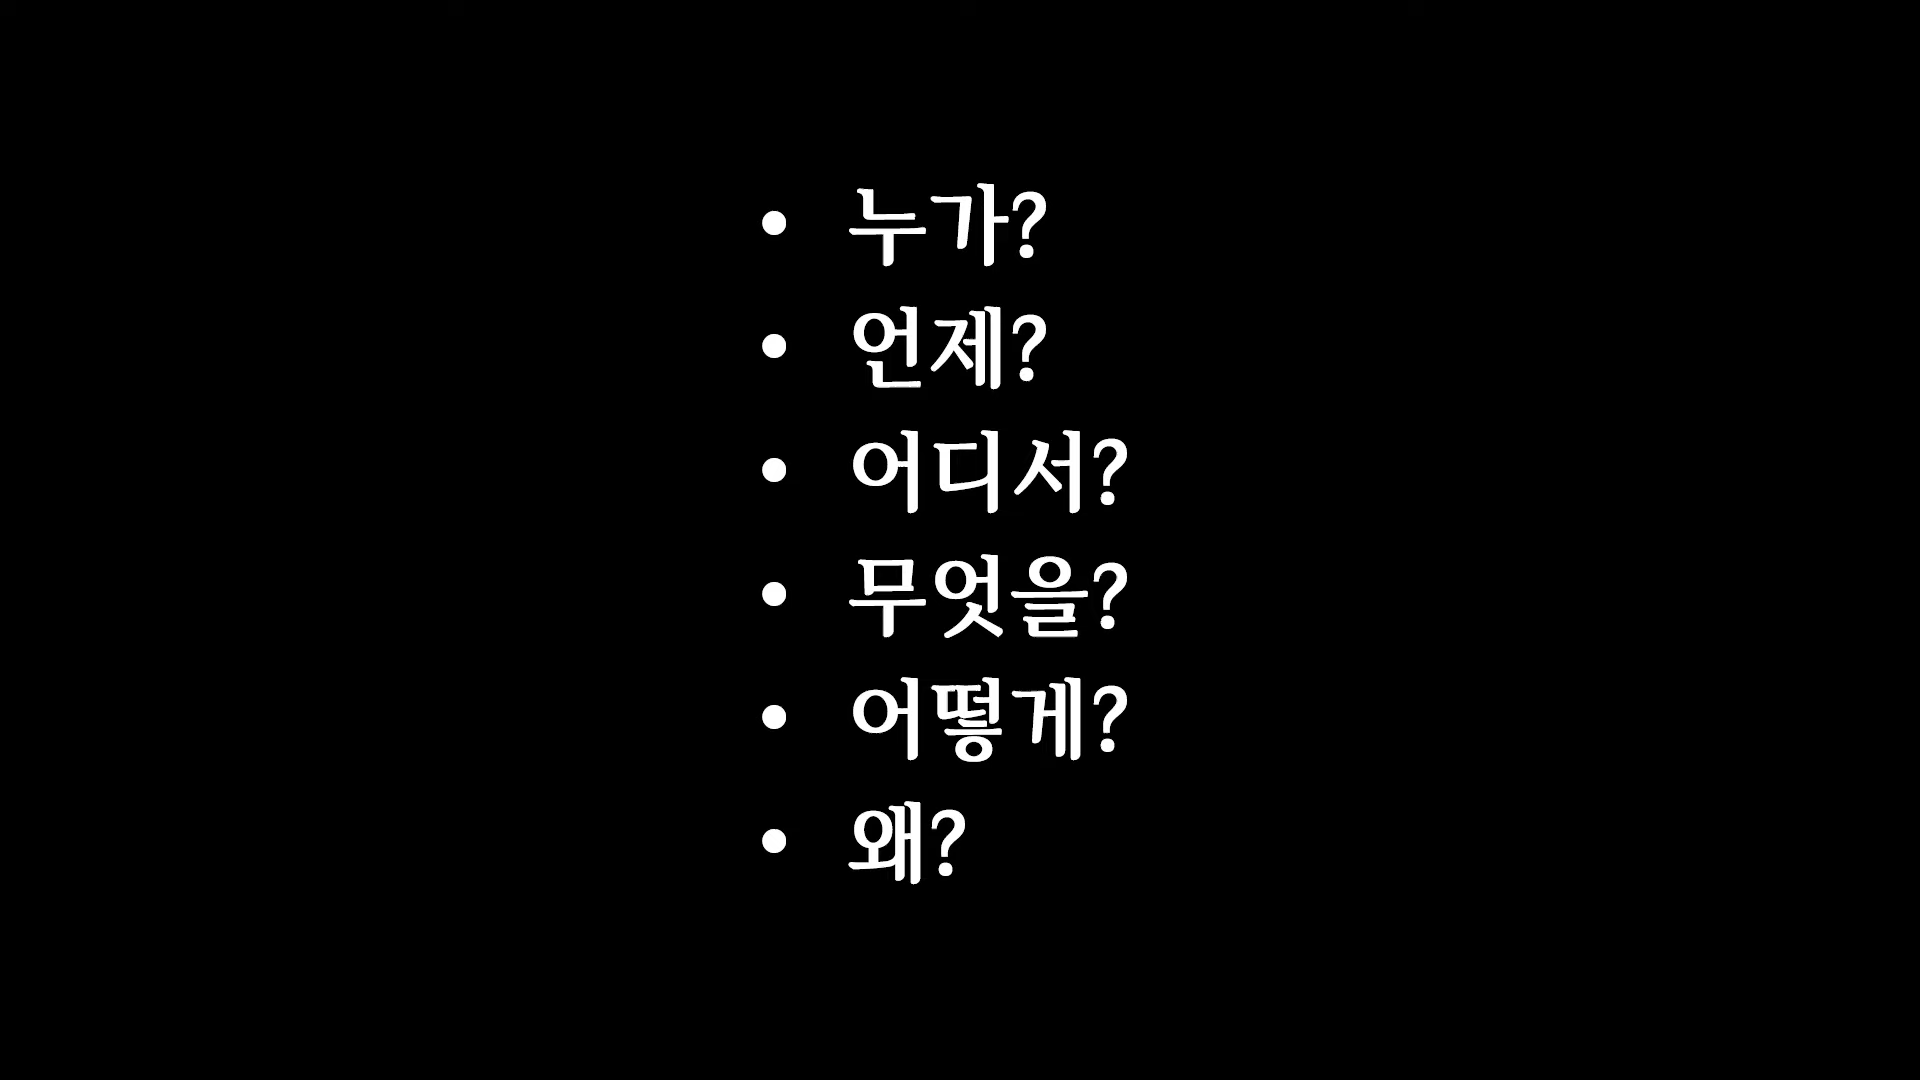 • 누가?
• 언제?
• 어디서?
• 무엇을?
• 어떻게?
• 왜?